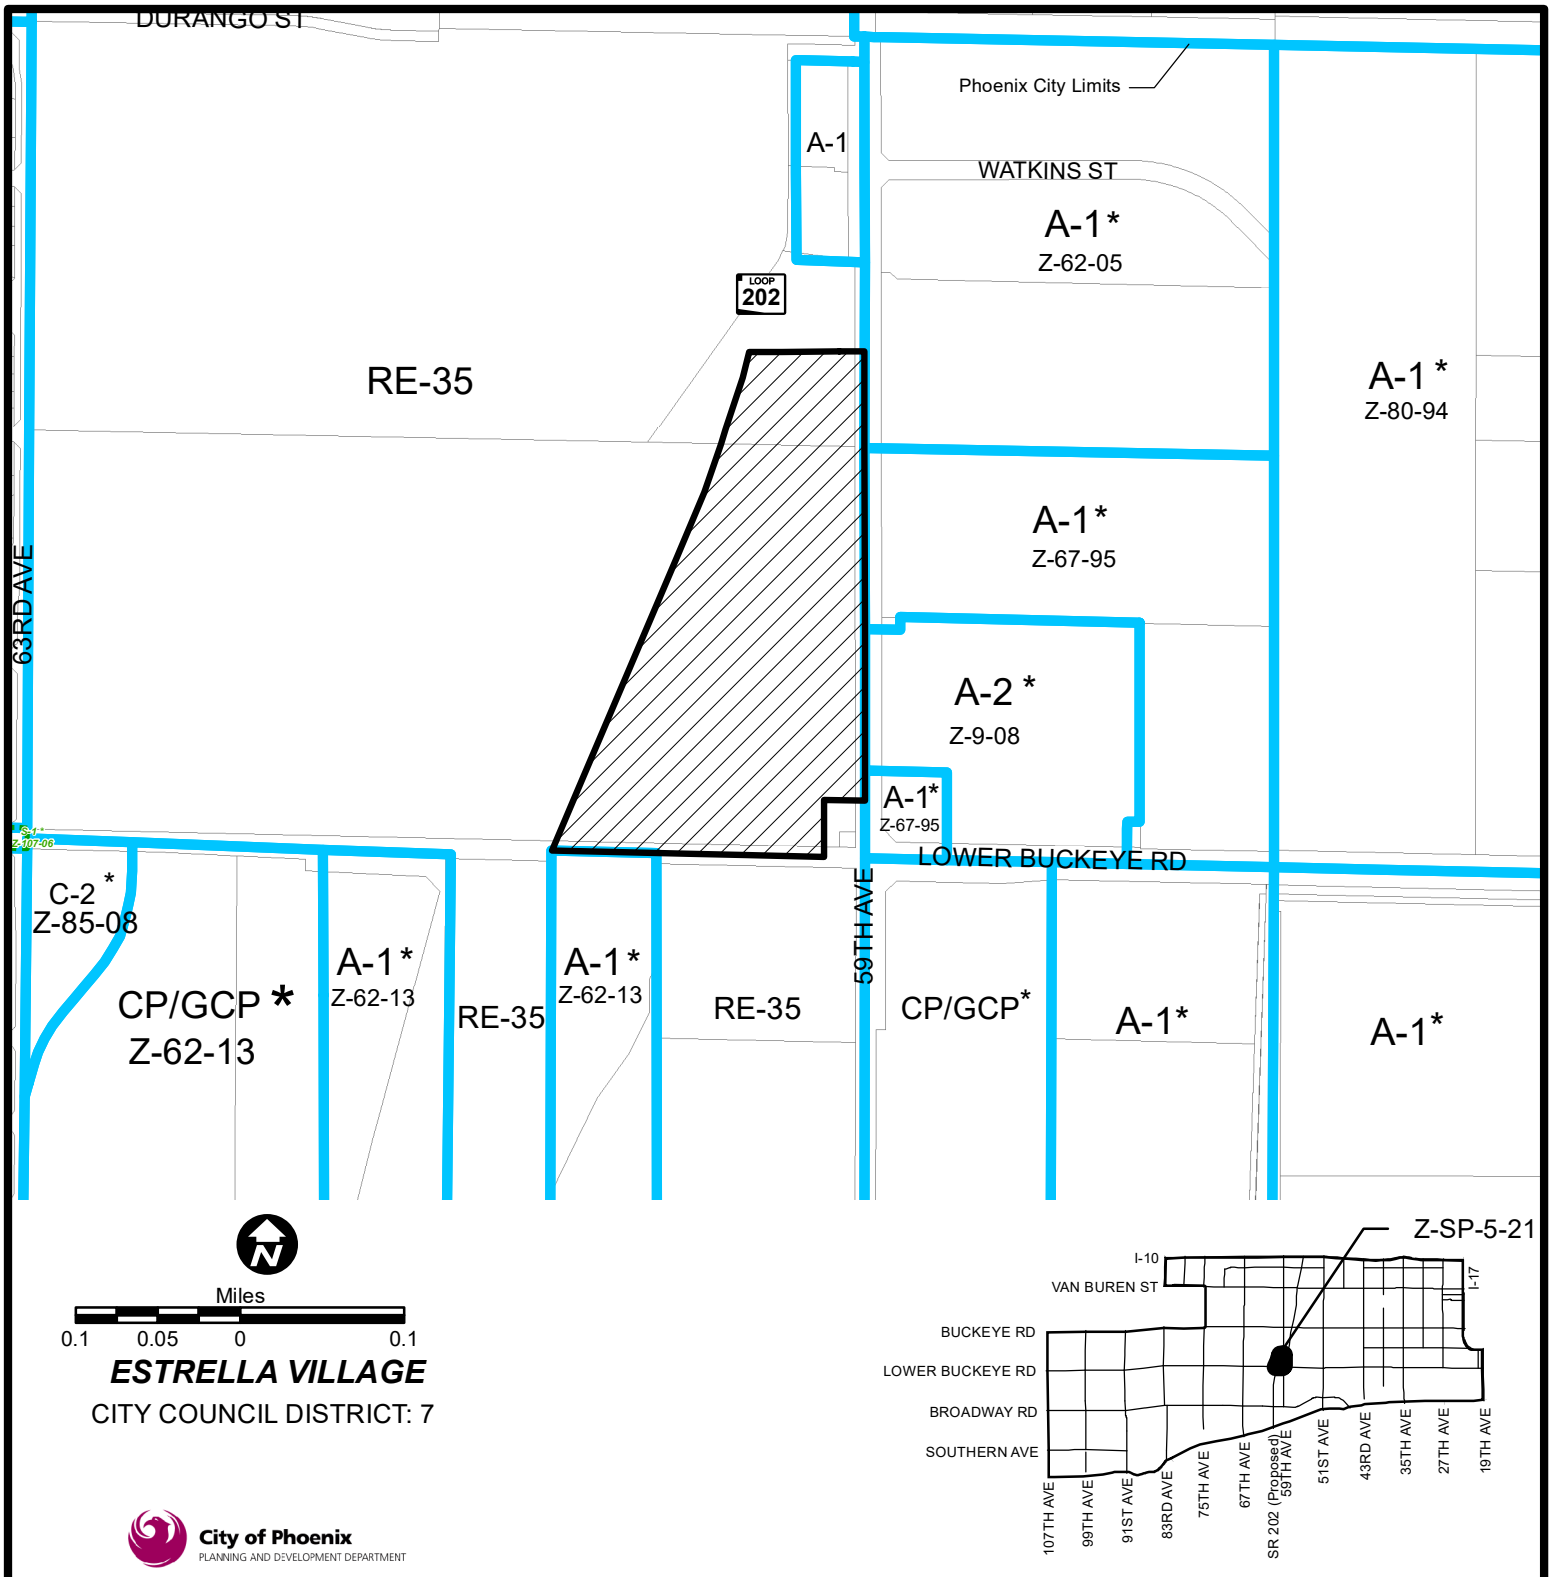 DURANGO ST
Phoenix City Limits
A-1
WATKINS ST
A-1*
Z-62-05
LOOP
202
RE-35
A-1*
Z-80-94
A-1*
Z-67-95
63RD AVE
A-2*
Z-9-08
A-1*
Z-67-95
S-1*
Z-107-06
LOWER BUCKEYE RD
C-2*
Z-85-08
59TH AVE
A-1*
Z-62-13
A-1*
Z-62-13
CP/GCP*
Z-62-13
RE-35
RE-35
CP/GCP*
A-1*
A-1*
N
Miles
0.1 0.05 0 0.1
ESTRELLA VILLAGE
CITY COUNCIL DISTRICT: 7
City of Phoenix
PLANNING AND DEVELOPMENT DEPARTMENT
Z-SP-5-21
I-10
I-17
VAN BUREN ST
BUCKEYE RD
LOWER BUCKEYE RD
BROADWAY RD
SOUTHERN AVE
107TH AVE
99TH AVE
91ST AVE
83RD AVE
75TH AVE
67TH AVE
SR 202 (Proposed)
59TH AVE
51ST AVE
43RD AVE
35TH AVE
27TH AVE
19TH AVE